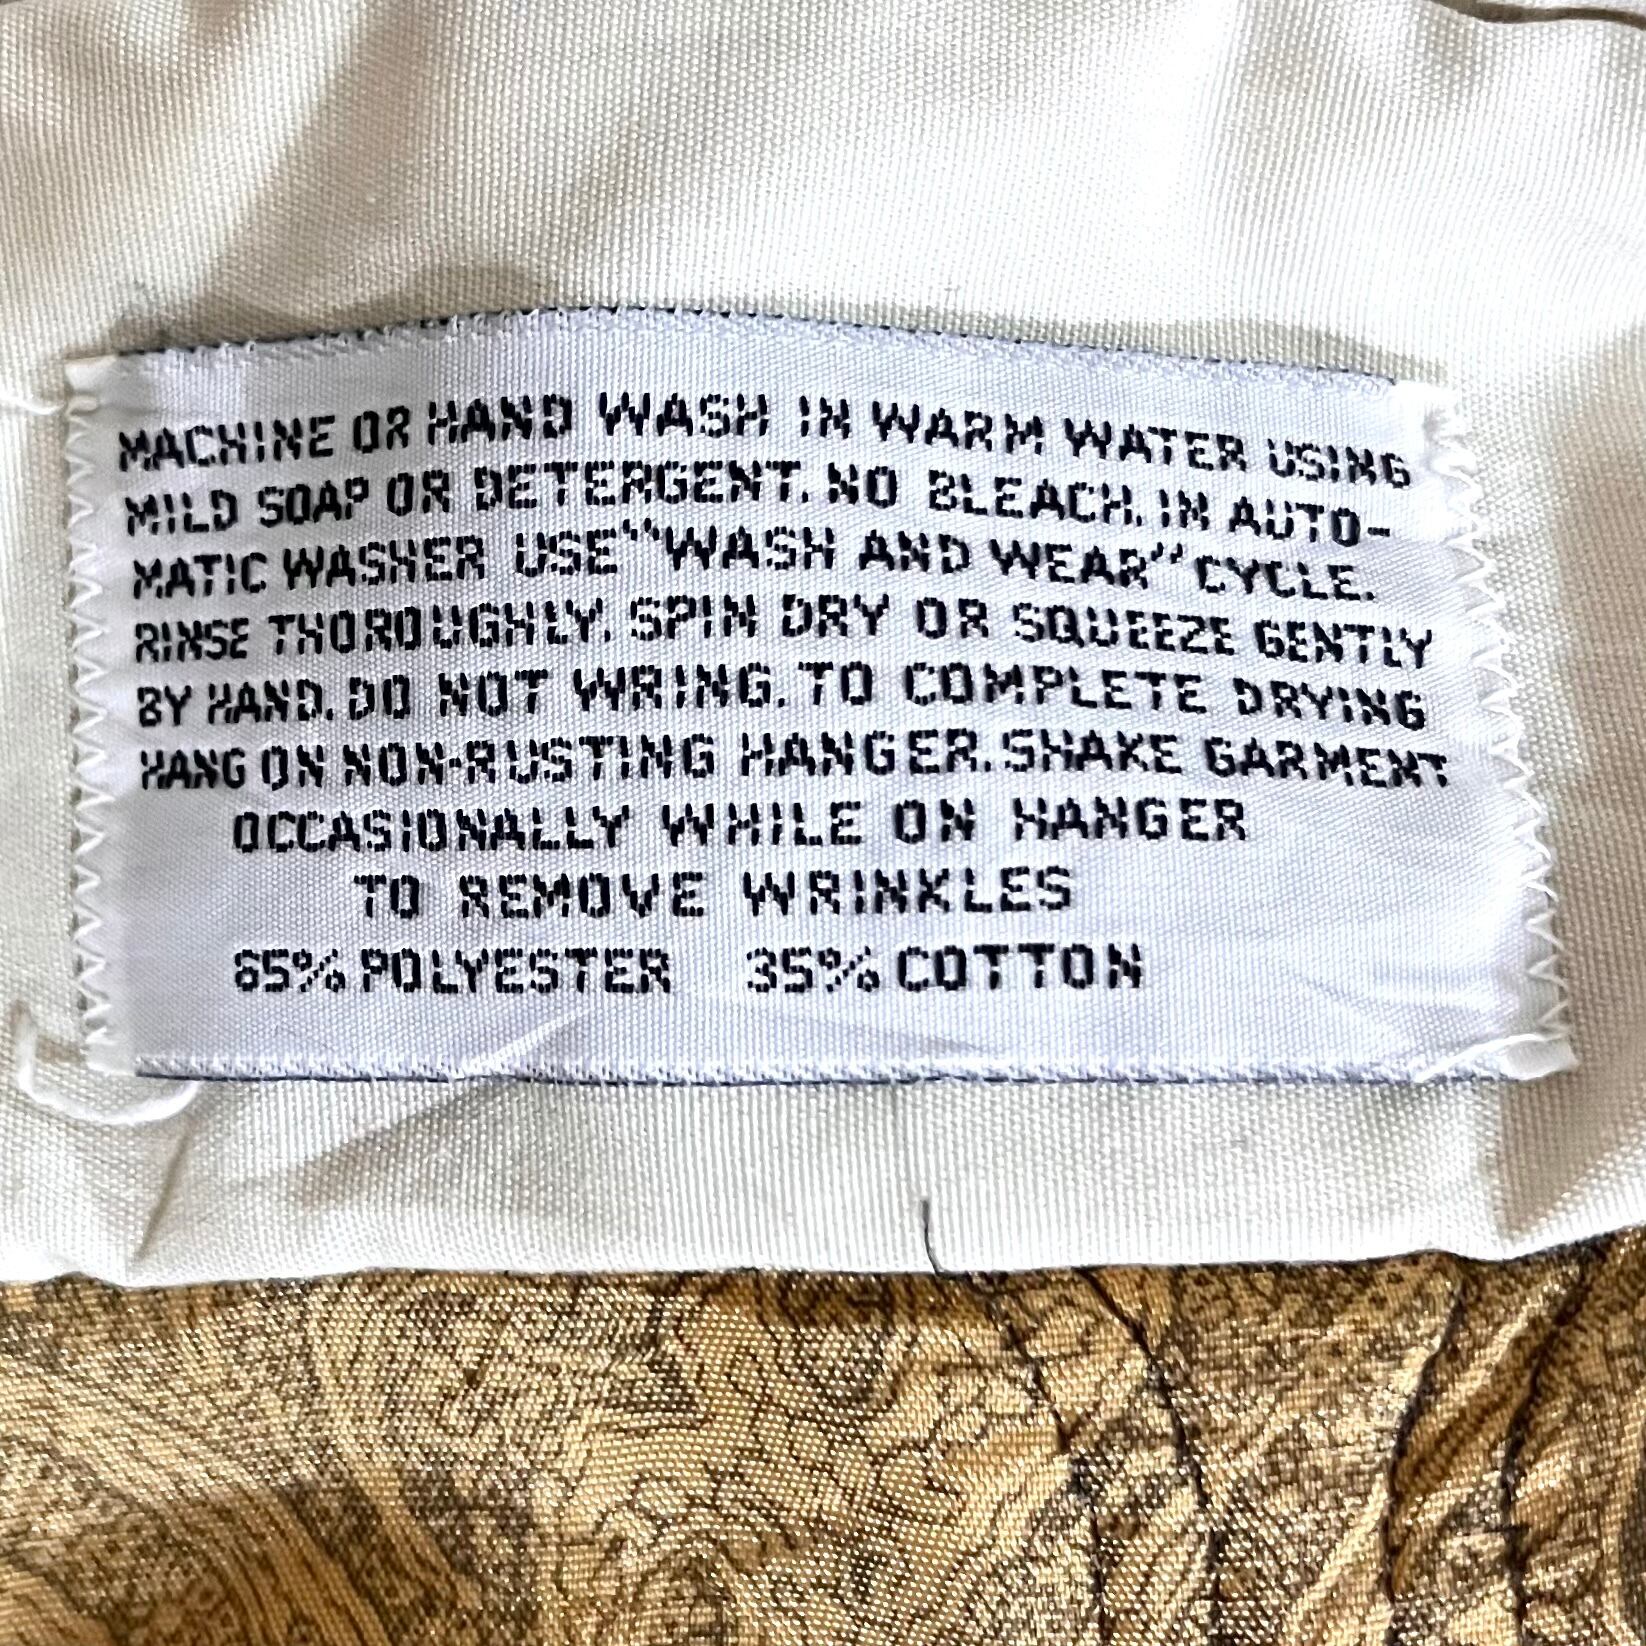 MACHINE OR HAND WASH IN WARM WATER USING
MILD SOAP OR DETERGENT. NO BLEACH. IN AUTO-
MATIC WASHER USE "WASH AND WEAR" CYCLE.
RINSE THOROUGHLY. SPIN DRY OR SQUEEZE GENTLY
BY HAND. DO NOT WRING. TO COMPLETE DRYING
HANG ON NON-RUSTING HANGER. SHAKE GARMENT
OCCASIONALLY WHILE ON HANGER
TO REMOVE WRINKLES
65% POLYESTER 35% COTTON